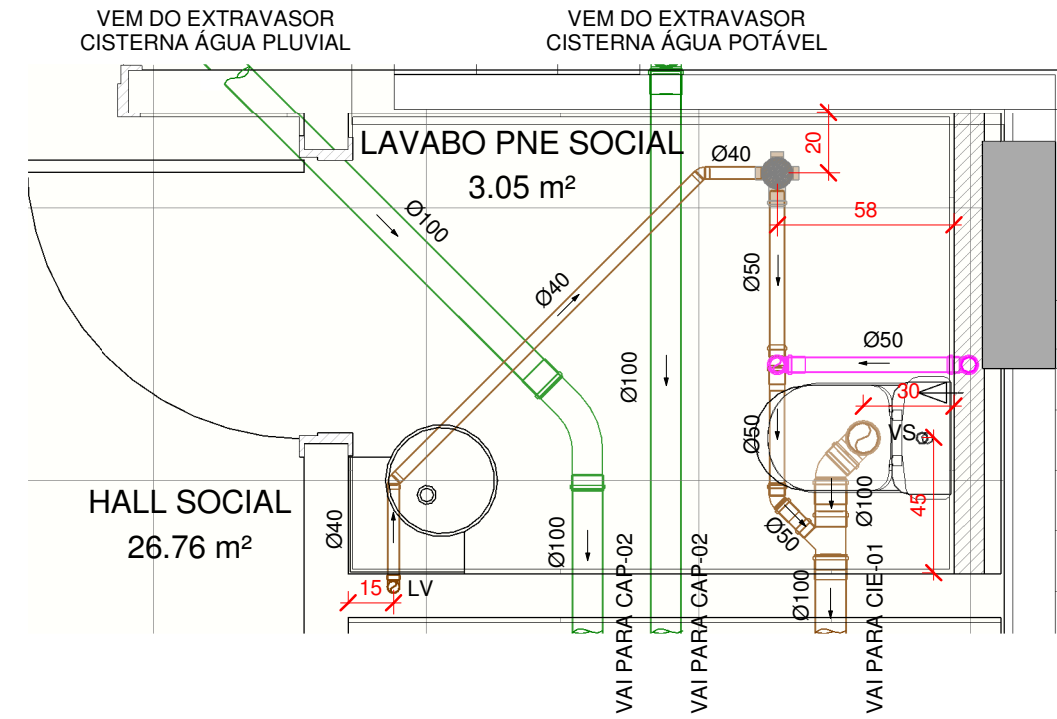 VEM DO EXTRAVASOR
CISTERNA ÁGUA PLUVIAL
VEM DO EXTRAVASOR
CISTERNA ÁGUA POTÁVEL
LAVABO PNE SOCIAL
3.05 m²
Ø40
20
58
Ø100
Ø40
Ø50
Ø50
Ø100
30
VS
Ø50
Ø100
45
HALL SOCIAL
26.76 m²
Ø40
Ø50
Ø100
Ø100
15
LV
VAI PARA CAP-02
VAI PARA CAP-02
VAI PARA CIE-01